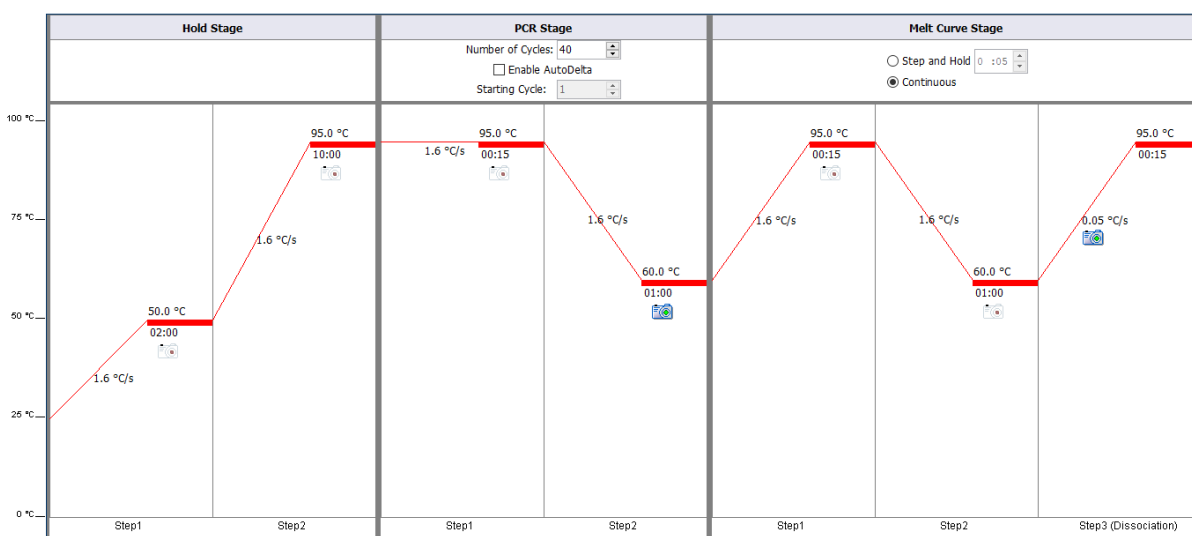 Hold Stage
PCR Stage
Number of Cycles: 40
Enable AutoDelta
Starting Cycle: 1
Melt Curve Stage
Step and Hold 0 :05
Continuous
100 °C
75 °C
50 °C
25 °C
0 °C
1.6 °C/s
50.0 °C
02:00
Step1
1.6 °C/s
95.0 °C
10:00
Step2
1.6 °C/s
95.0 °C
00:15
Step1
1.6 °C/s
60.0 °C
01:00
Step2
1.6 °C/s
95.0 °C
00:15
Step1
1.6 °C/s
60.0 °C
01:00
Step2
0.05 °C/s
95.0 °C
00:15
Step3 (Dissociation)